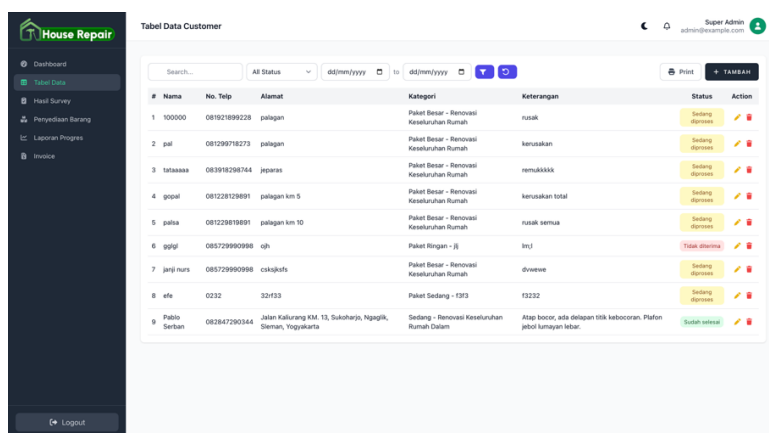 House Repair
Tabel Data Customer
Super Admin
admin@example.com
Dashboard
Tabel Data
Hasil Survey
Penyediaan Barang
Laporan Progres
Invoice
Logout
Search...
All Status
dd/mm/yyyy
to
dd/mm/yyyy
Print
+ TAMBAH
# Nama No. Telp Alamat Kategori Keterangan Status Action
1 100000 081921899228 palagan Paket Besar - Renovasi Keseluruhan Rumah rusak Sedang diproses
2 pal 081299718273 palagan Paket Besar - Renovasi Keseluruhan Rumah kerusakan Sedang diproses
3 tataaaaa 083918298744 jeparas Paket Besar - Renovasi Keseluruhan Rumah remukkkkk Sedang diproses
4 gopal 081228129891 palagan km 5 Paket Besar - Renovasi Keseluruhan Rumah kerusakan total Sedang diproses
5 palsa 081229819891 palagan km 10 Paket Besar - Renovasi Keseluruhan Rumah rusak semua Sedang diproses
6 085729990998 ojh Paket Ringan - Tidak diterima
7 janji nurs 085729990998 csksjksfs Paket Besar - Renovasi Keseluruhan Rumah dvwewe Sedang diproses
8 efe 0232 32rf33 Paket Sedang - f3f3 f3232 Sedang diproses
9 Pablo Serban 082847290344 Jalan Kaliurang KM. 13, Sukoharjo, Ngaglik, Sleman, Yogyakarta Sedang - Renovasi Keseluruhan Rumah Dalam Atap bocor, ada delapan titik kebocoran. Plafon jebol lumayan lebar. Sudah selesai